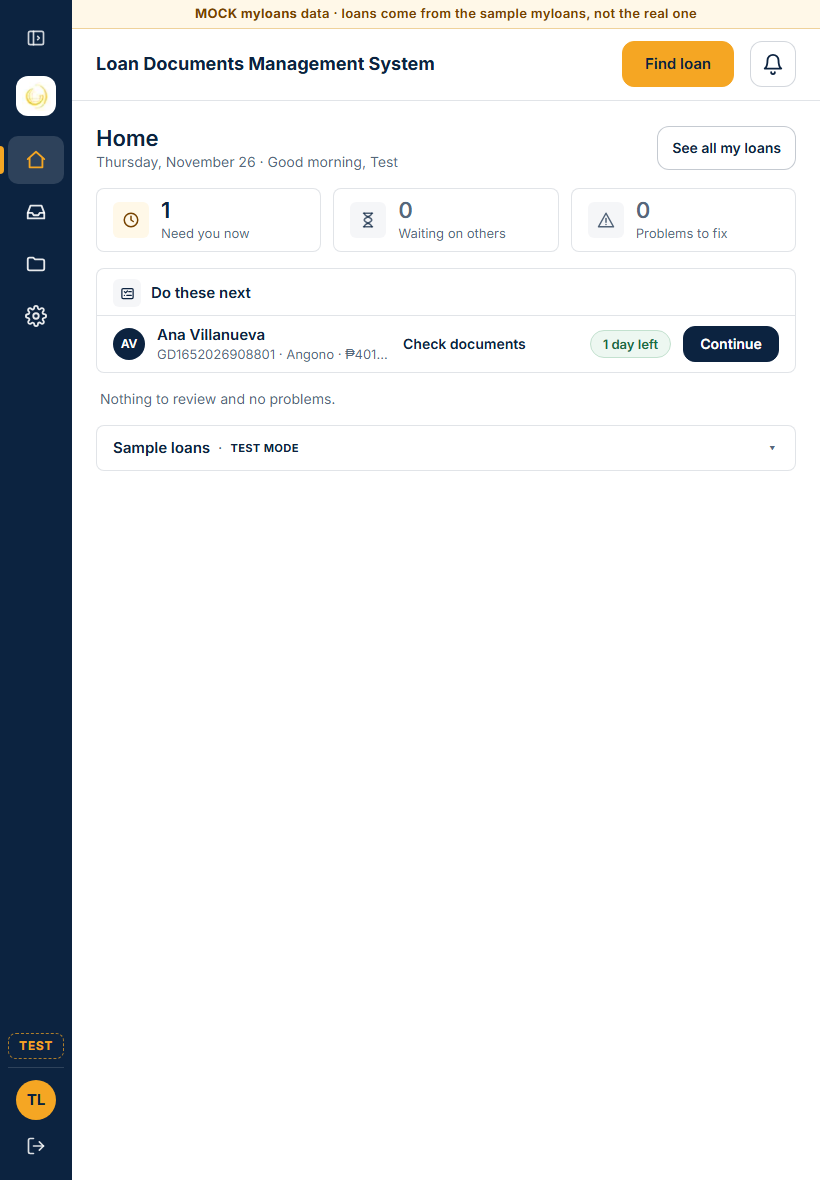 MOCK myloans data · loans come from the sample myloans, not the real one
Loan Documents Management System
Find loan
Home
Thursday, November 26 · Good morning, Test
See all my loans
1
Need you now
0
Waiting on others
0
Problems to fix
Do these next
AV
Ana Villanueva
GD1652026908801 · Angono · ₱401...
Check documents
1 day left
Continue
Nothing to review and no problems.
Sample loans · TEST MODE
TEST
TL